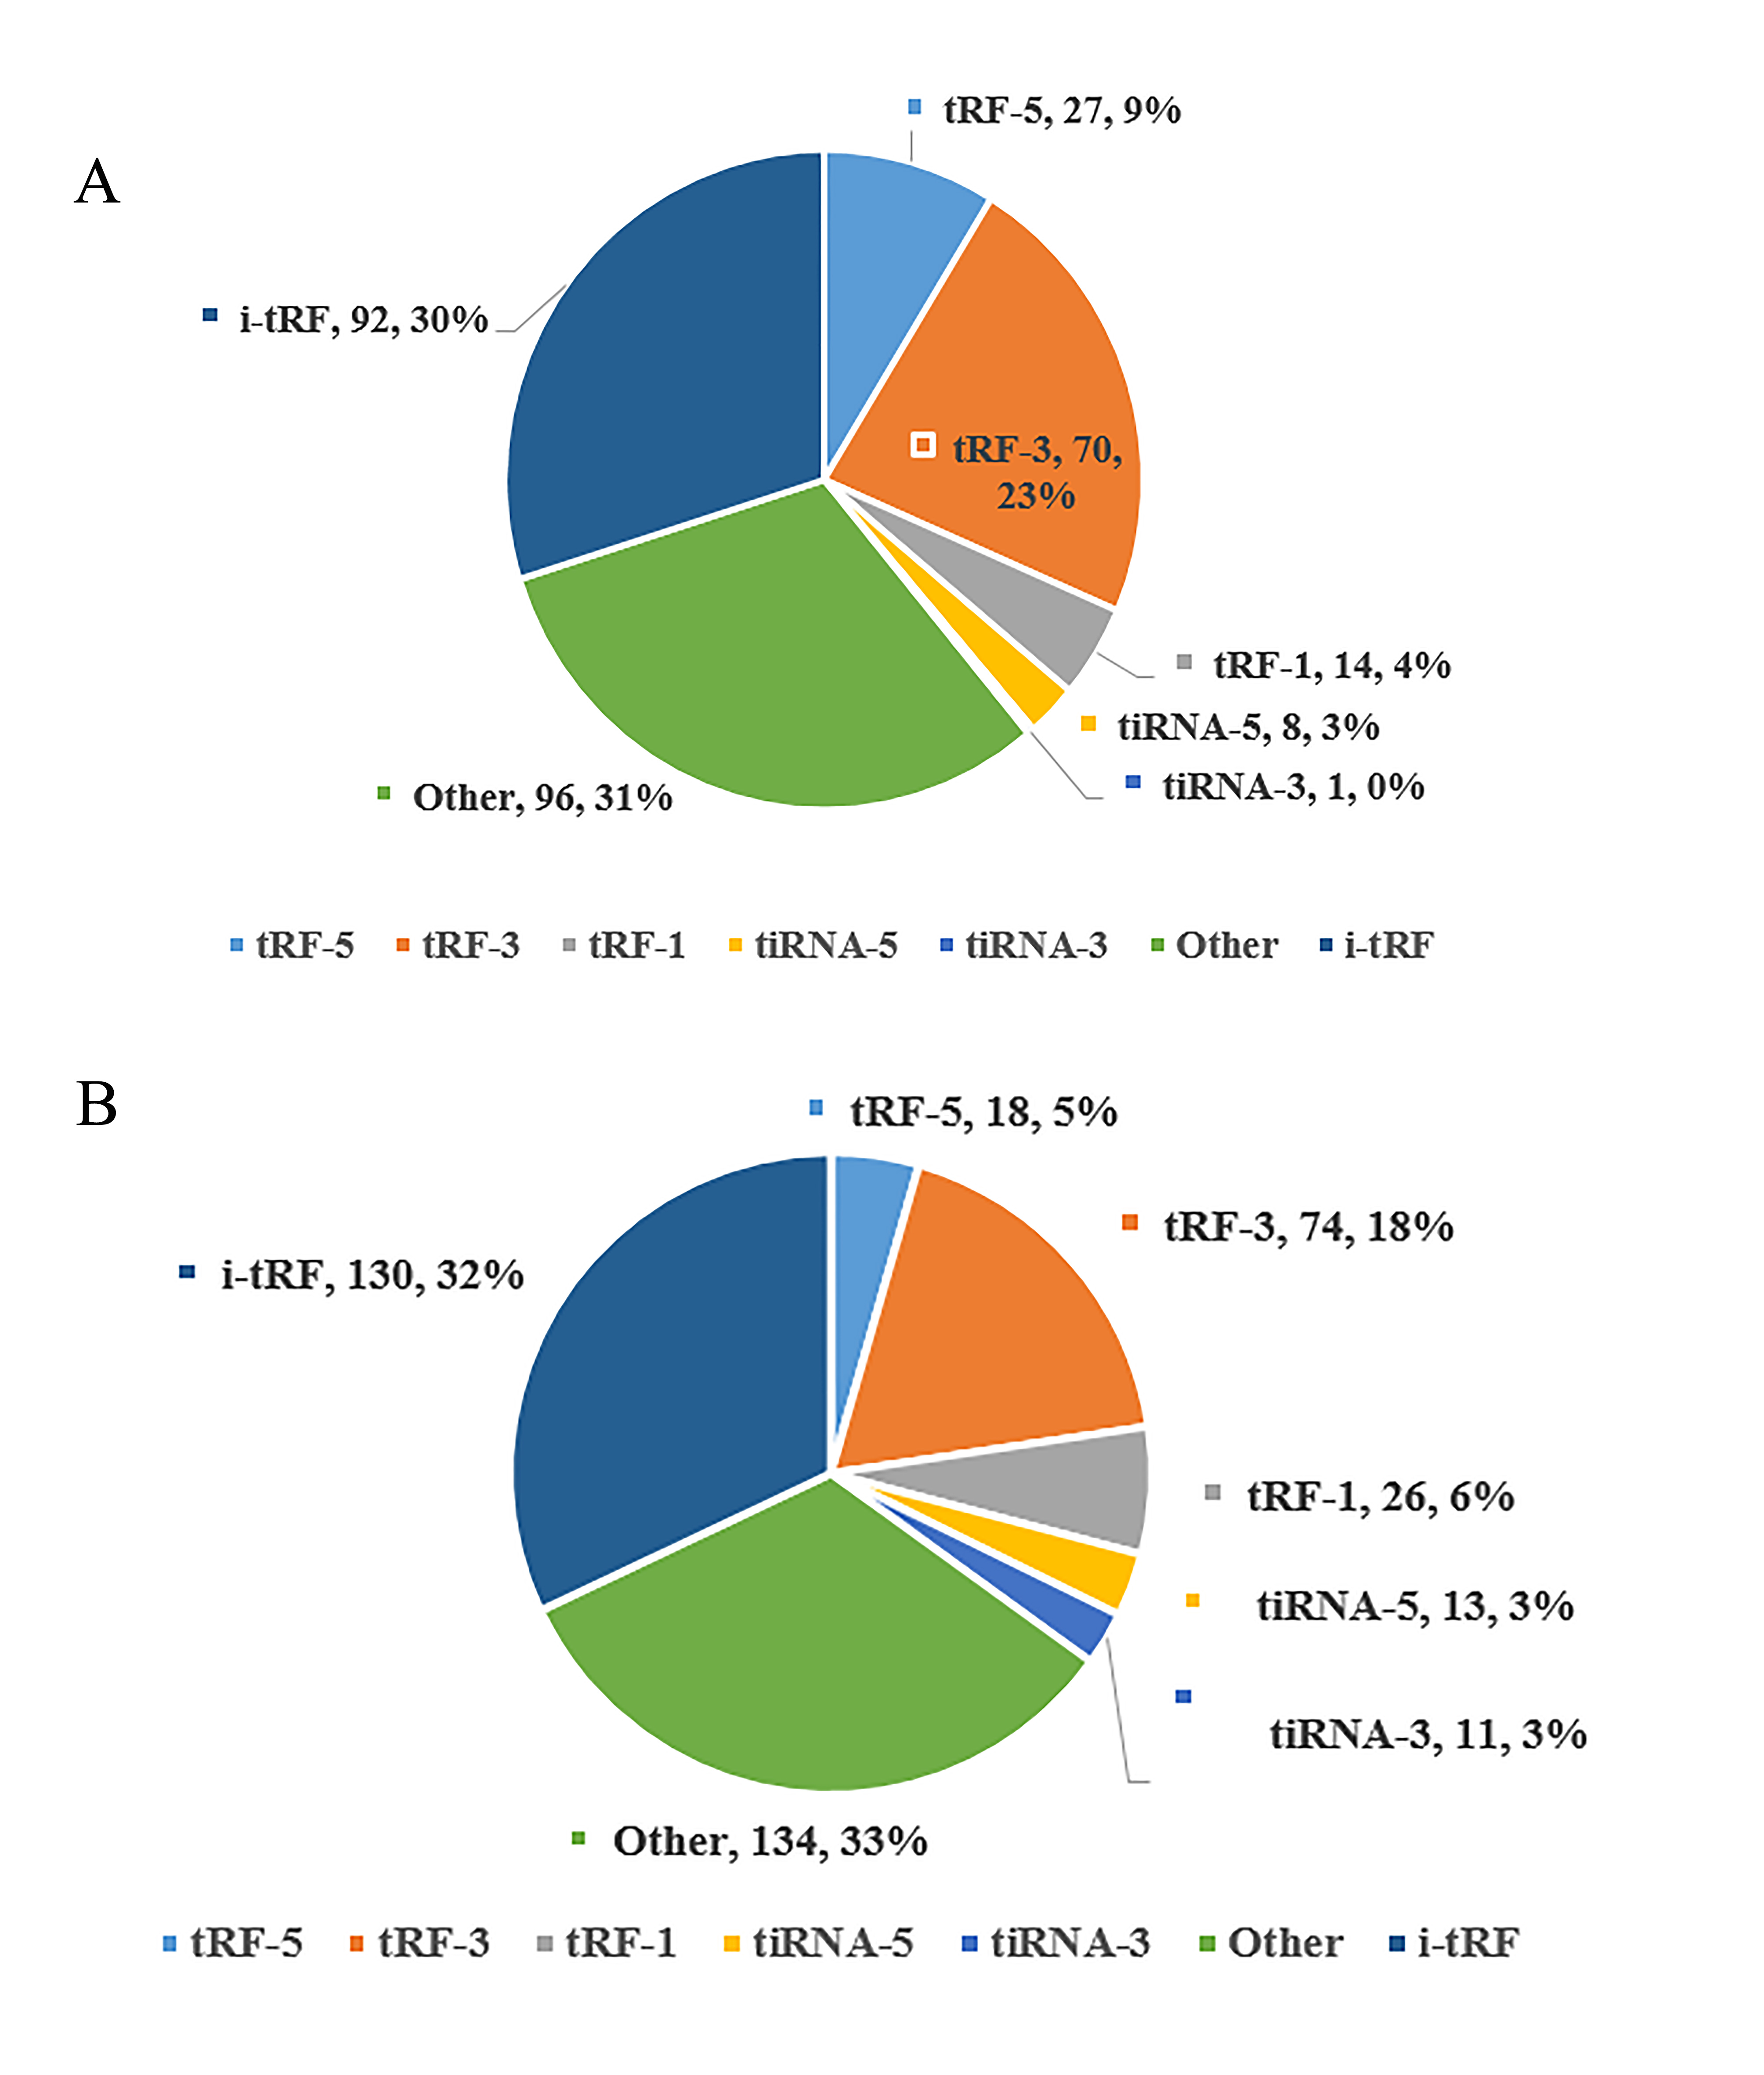 A
tRF-5, 27, 9%
i-tRF, 92, 30%
tRF-3, 70,
23%
tRF-1, 14, 4%
tiRNA-5, 8, 3%
tiRNA-3, 1, 0%
Other, 96, 31%
tRF-5 tRF-3 tRF-1 tiRNA-5 tiRNA-3 Other i-tRF
B
tRF-5, 18, 5%
tRF-3, 74, 18%
i-tRF, 130, 32%
tRF-1, 26, 6%
tiRNA-5, 13, 3%
tiRNA-3, 11, 3%
Other, 134, 33%
tRF-5 tRF-3 tRF-1 tiRNA-5 tiRNA-3 Other i-tRF